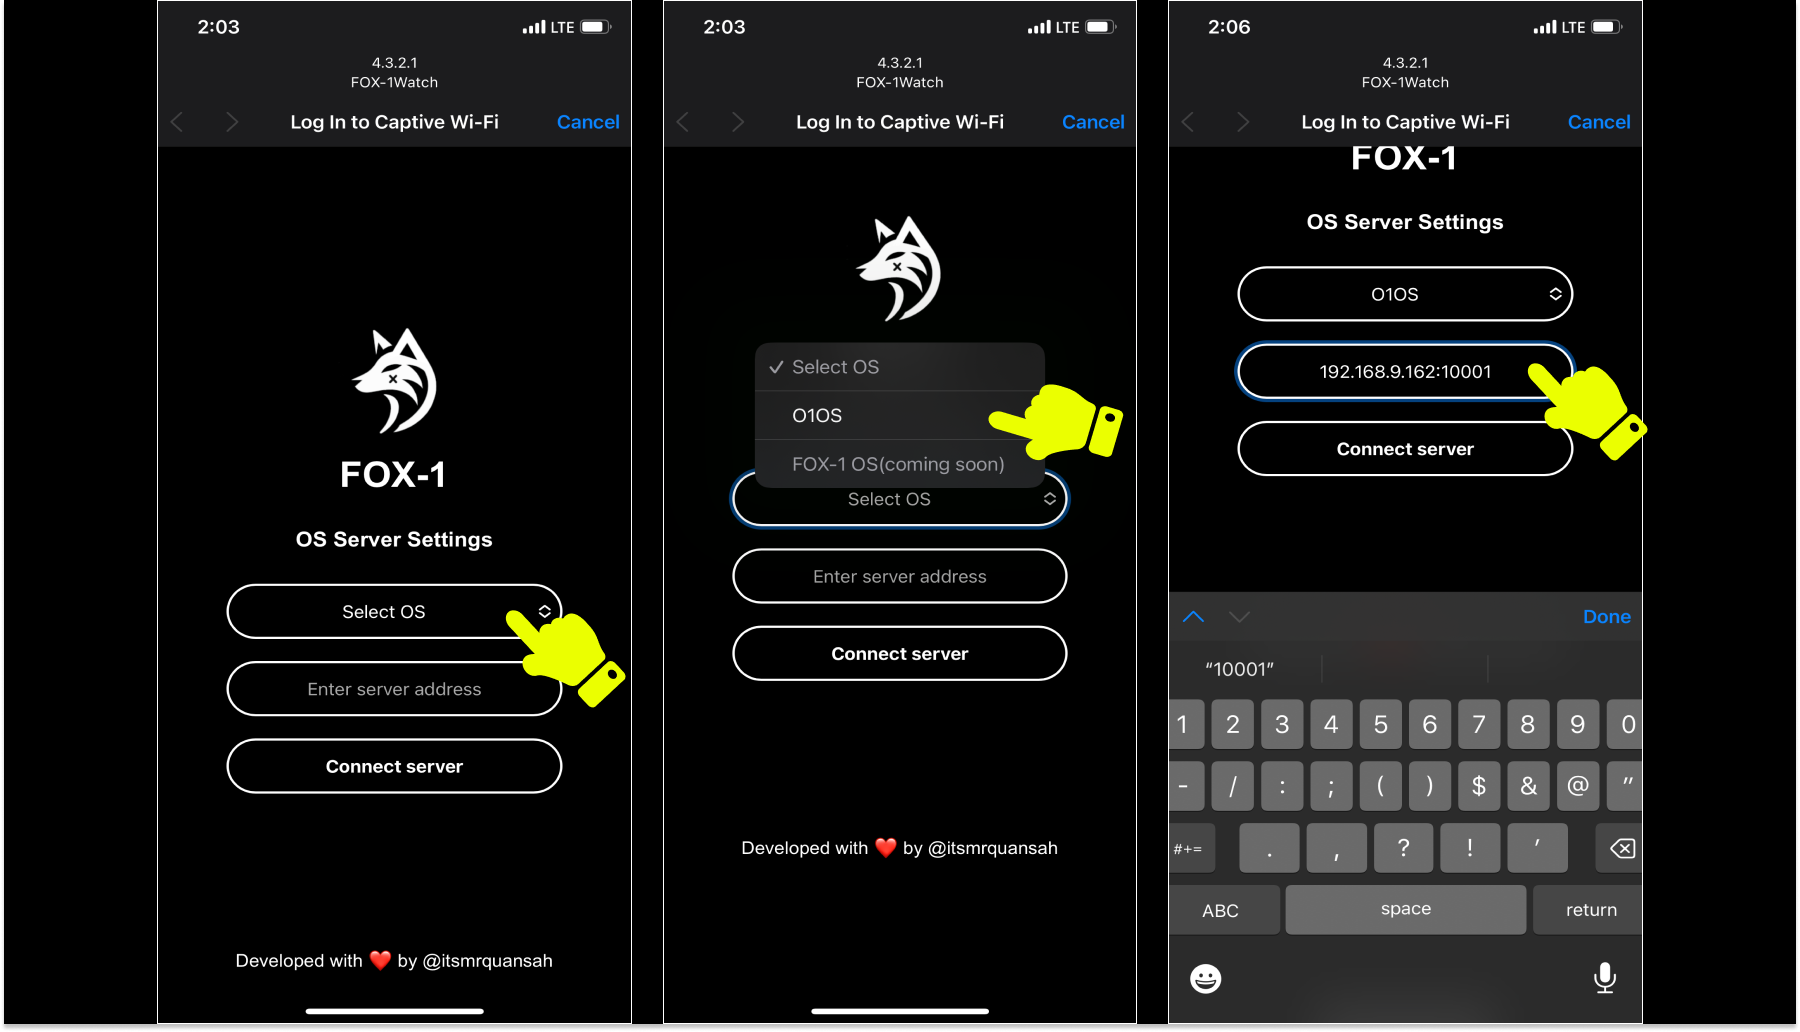 2:03
LTE
4.3.2.1
FOX-1Watch
Log In to Captive Wi-Fi
Cancel
FOX-1
OS Server Settings
Select OS
Enter server address
Connect server
Developed with ❤️ by @itsmrquansah
2:03
LTE
4.3.2.1
FOX-1Watch
Log In to Captive Wi-Fi
Cancel
✓ Select OS
O1OS
FOX-1 OS(coming soon)
Select OS
Enter server address
Connect server
Developed with ❤️ by @itsmrquansah
2:06
LTE
4.3.2.1
FOX-1Watch
Log In to Captive Wi-Fi
Cancel
FOX-1
OS Server Settings
O1OS
192.168.9.162:10001
Connect server
Done
“10001”
1 2 3 4 5 6 7 8 9 0
- / : ; ( ) $ & @ ”
#+= . , ? ! ’
ABC space return